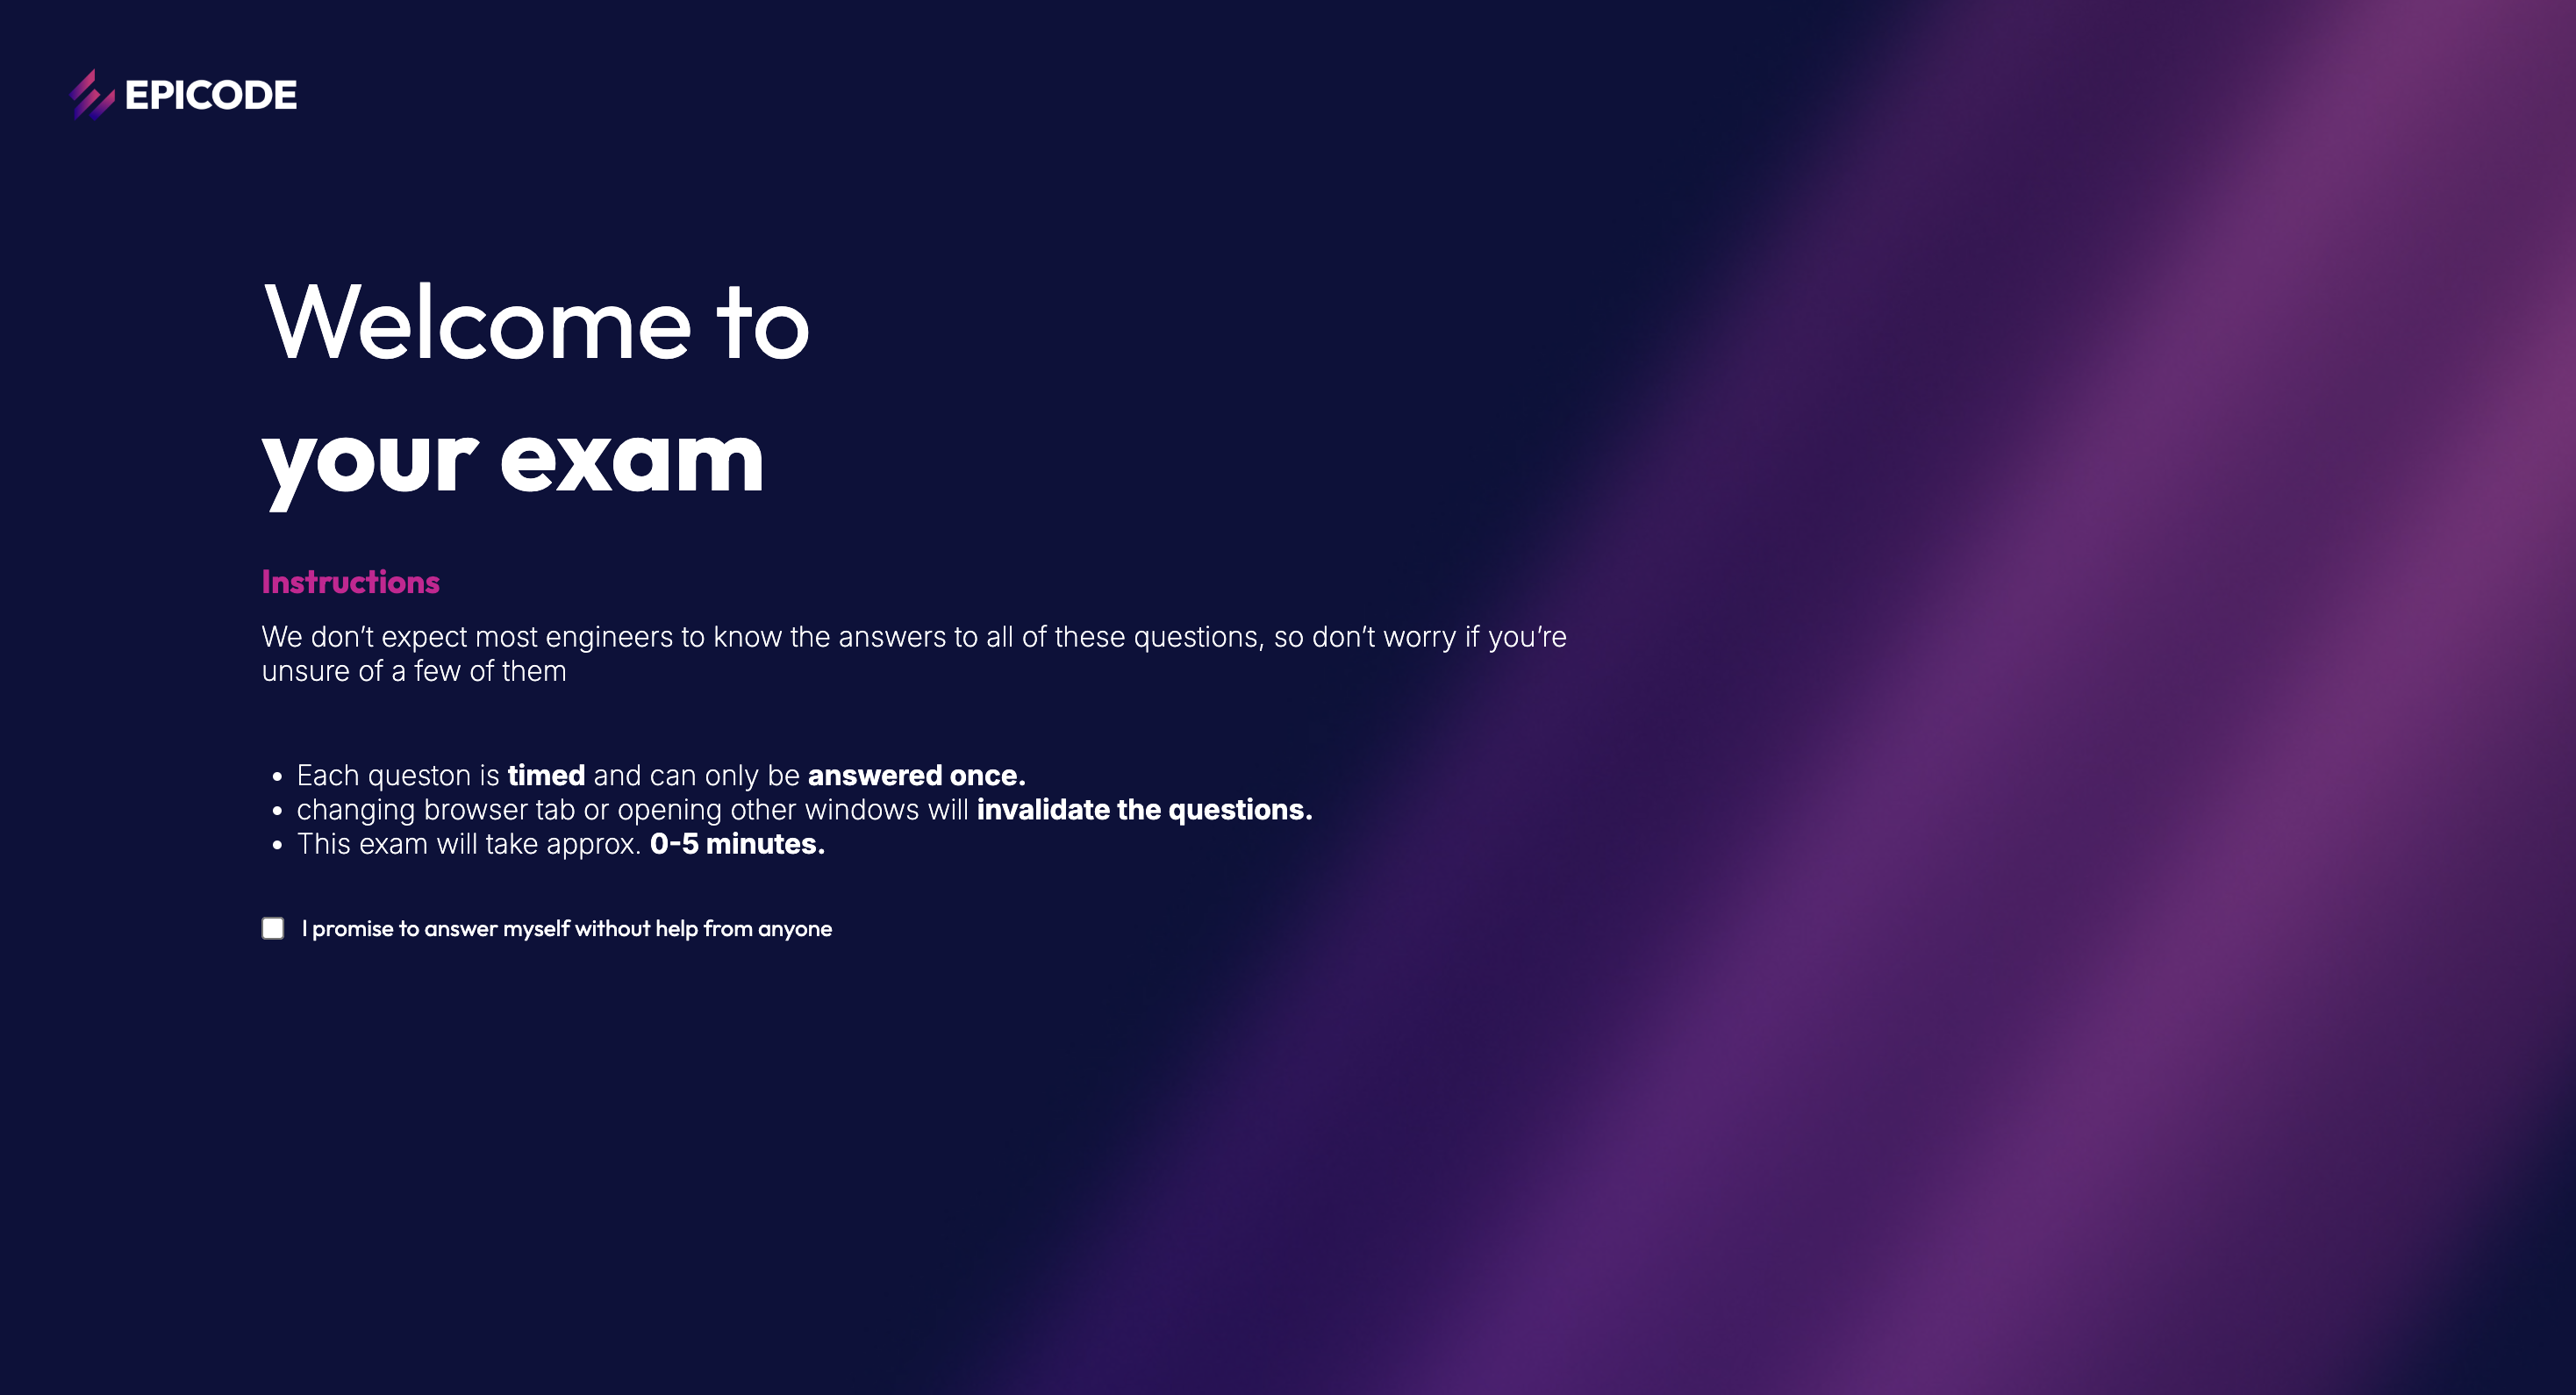 EPICODE
Welcome to
your exam
Instructions
We don’t expect most engineers to know the answers to all of these questions, so don’t worry if you’re
unsure of a few of them
Each queston is timed and can only be answered once.
changing browser tab or opening other windows will invalidate the questions.
This exam will take approx. 0-5 minutes.
I promise to answer myself without help from anyone